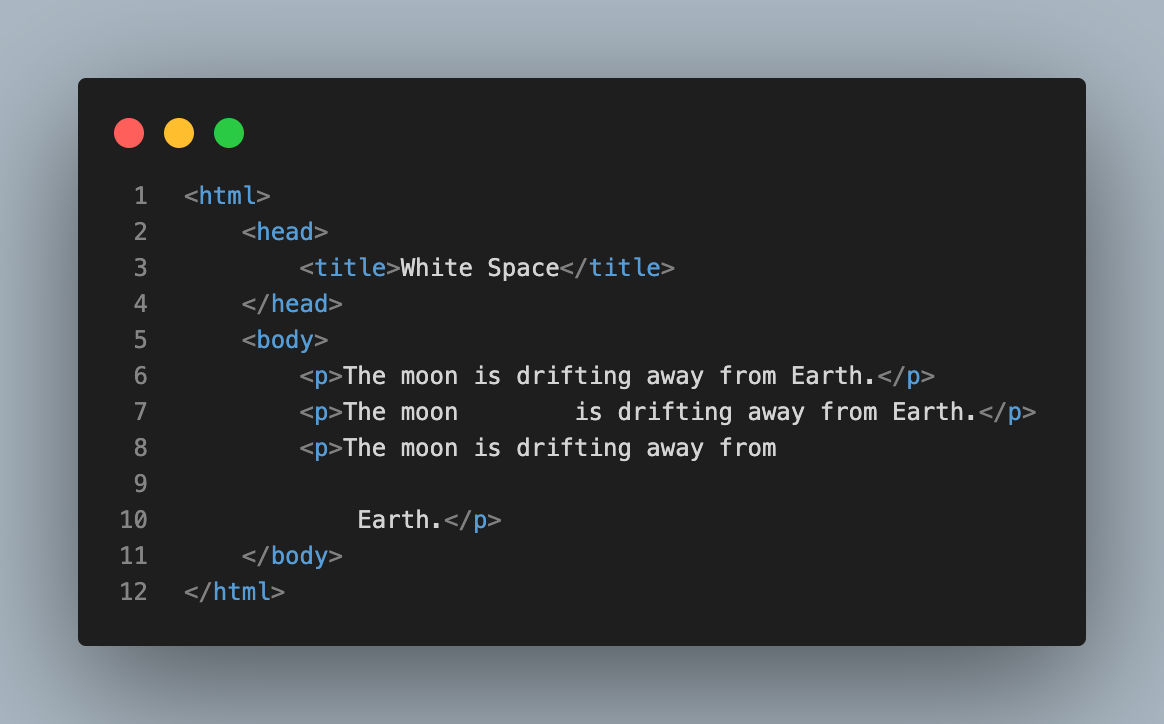 1 <html>
2     <head>
3         <title>White Space</title>
4     </head>
5     <body>
6         <p>The moon is drifting away from Earth.</p>
7         <p>The moon        is drifting away from Earth.</p>
8         <p>The moon is drifting away from
9
10             Earth.</p>
11     </body>
12 </html>